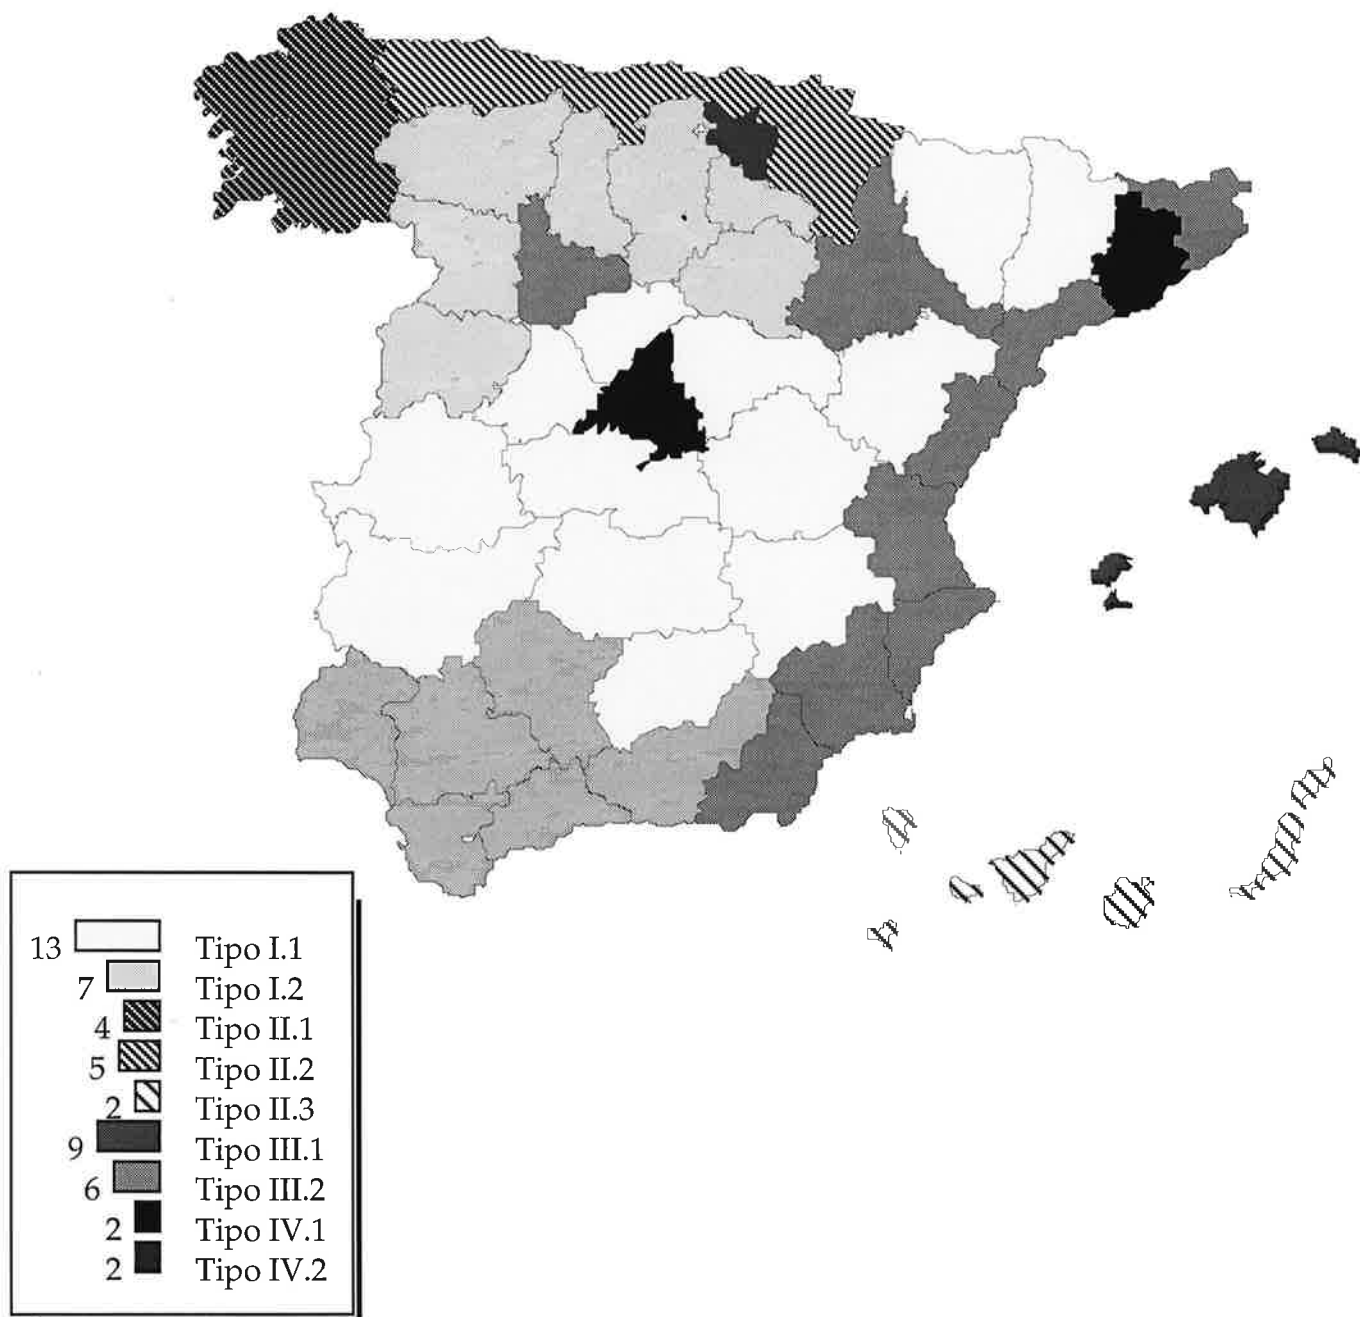 13 Tipo I.1
7 Tipo I.2
4 Tipo II.1
5 Tipo II.2
2 Tipo II.3
9 Tipo III.1
6 Tipo III.2
2 Tipo IV.1
2 Tipo IV.2